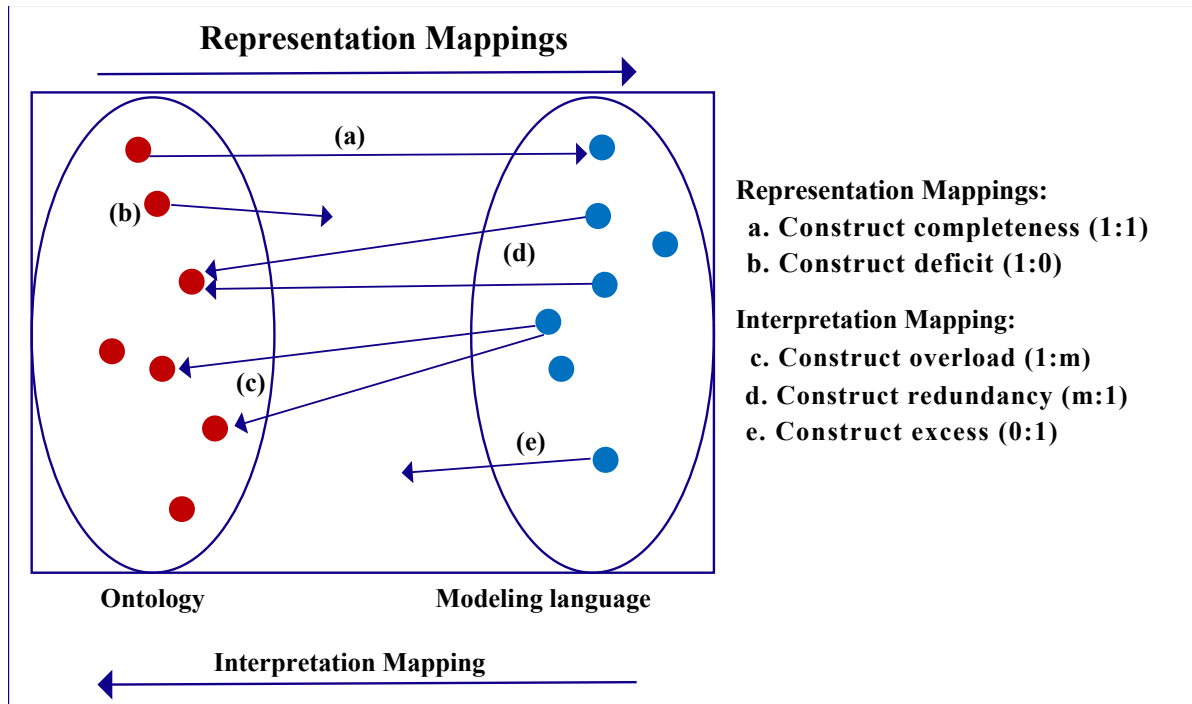 Representation Mappings
(a)
(b)
(d)
(c)
(e)
Ontology
Modeling language
Interpretation Mapping
Representation Mappings:
a. Construct completeness (1:1)
b. Construct deficit (1:0)
Interpretation Mapping:
c. Construct overload (1:m)
d. Construct redundancy (m:1)
e. Construct excess (0:1)